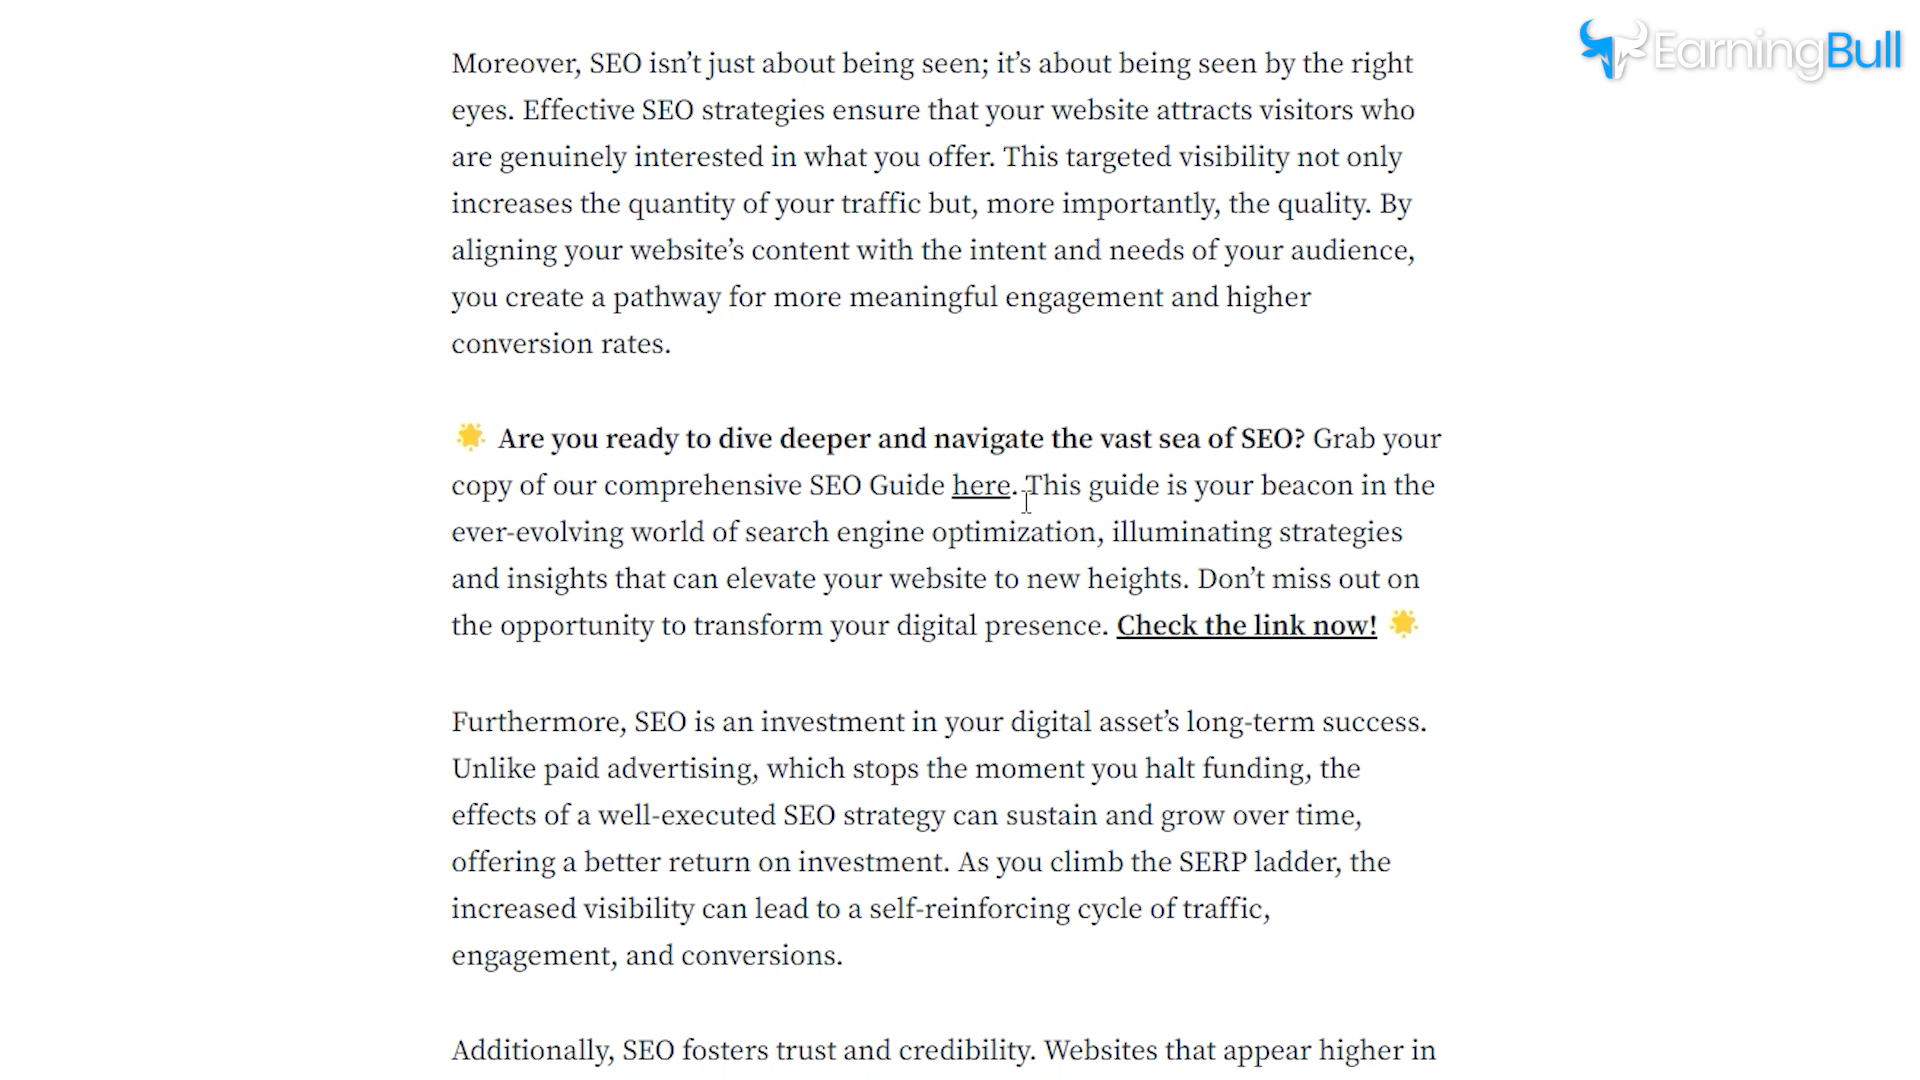 EarningBull
Moreover, SEO isn’t just about being seen; it’s about being seen by the right
eyes. Effective SEO strategies ensure that your website attracts visitors who
are genuinely interested in what you offer. This targeted visibility not only
increases the quantity of your traffic but, more importantly, the quality. By
aligning your website’s content with the intent and needs of your audience,
you create a pathway for more meaningful engagement and higher
conversion rates.
🌟 Are you ready to dive deeper and navigate the vast sea of SEO? Grab your
copy of our comprehensive SEO Guide here. This guide is your beacon in the
ever-evolving world of search engine optimization, illuminating strategies
and insights that can elevate your website to new heights. Don’t miss out on
the opportunity to transform your digital presence. Check the link now! 🌟
Furthermore, SEO is an investment in your digital asset’s long-term success.
Unlike paid advertising, which stops the moment you halt funding, the
effects of a well-executed SEO strategy can sustain and grow over time,
offering a better return on investment. As you climb the SERP ladder, the
increased visibility can lead to a self-reinforcing cycle of traffic,
engagement, and conversions.
Additionally, SEO fosters trust and credibility. Websites that appear higher in